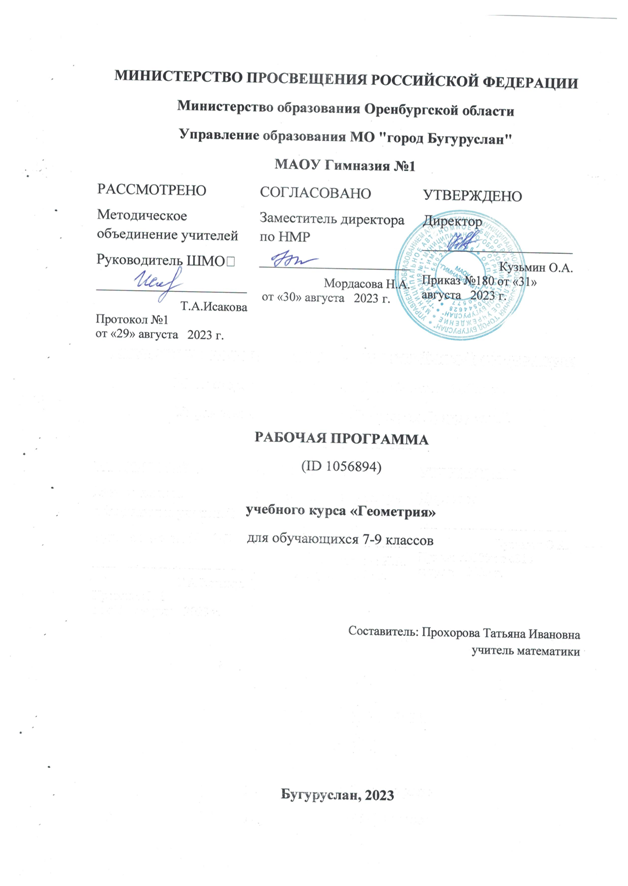 МИНИСТЕРСТВО ПРОСВЕЩЕНИЯ РОССИЙСКОЙ ФЕДЕРАЦИИ
Министерство образования Оренбургской области
Управление образования МО "город Бугуруслан"
МАОУ Гимназия №1
РАССМОТРЕНО
Методическое
объединение учителей
Руководитель ШМО
Т.А.Исакова
Протокол №1
от «29» августа 2023 г.
СОГЛАСОВАНО
Заместитель директора
по НМР
Мордасова Н.А.
от «30» августа 2023 г.
УТВЕРЖДЕНО
Директор
Кузьмин О.А.
Приказ №180 от «31»
августа 2023 г.
РАБОЧАЯ ПРОГРАММА
(ID 1056894)
учебного курса «Геометрия»
для обучающихся 7-9 классов
Составитель: Прохорова Татьяна Ивановна
учитель математики
Бугуруслан, 2023